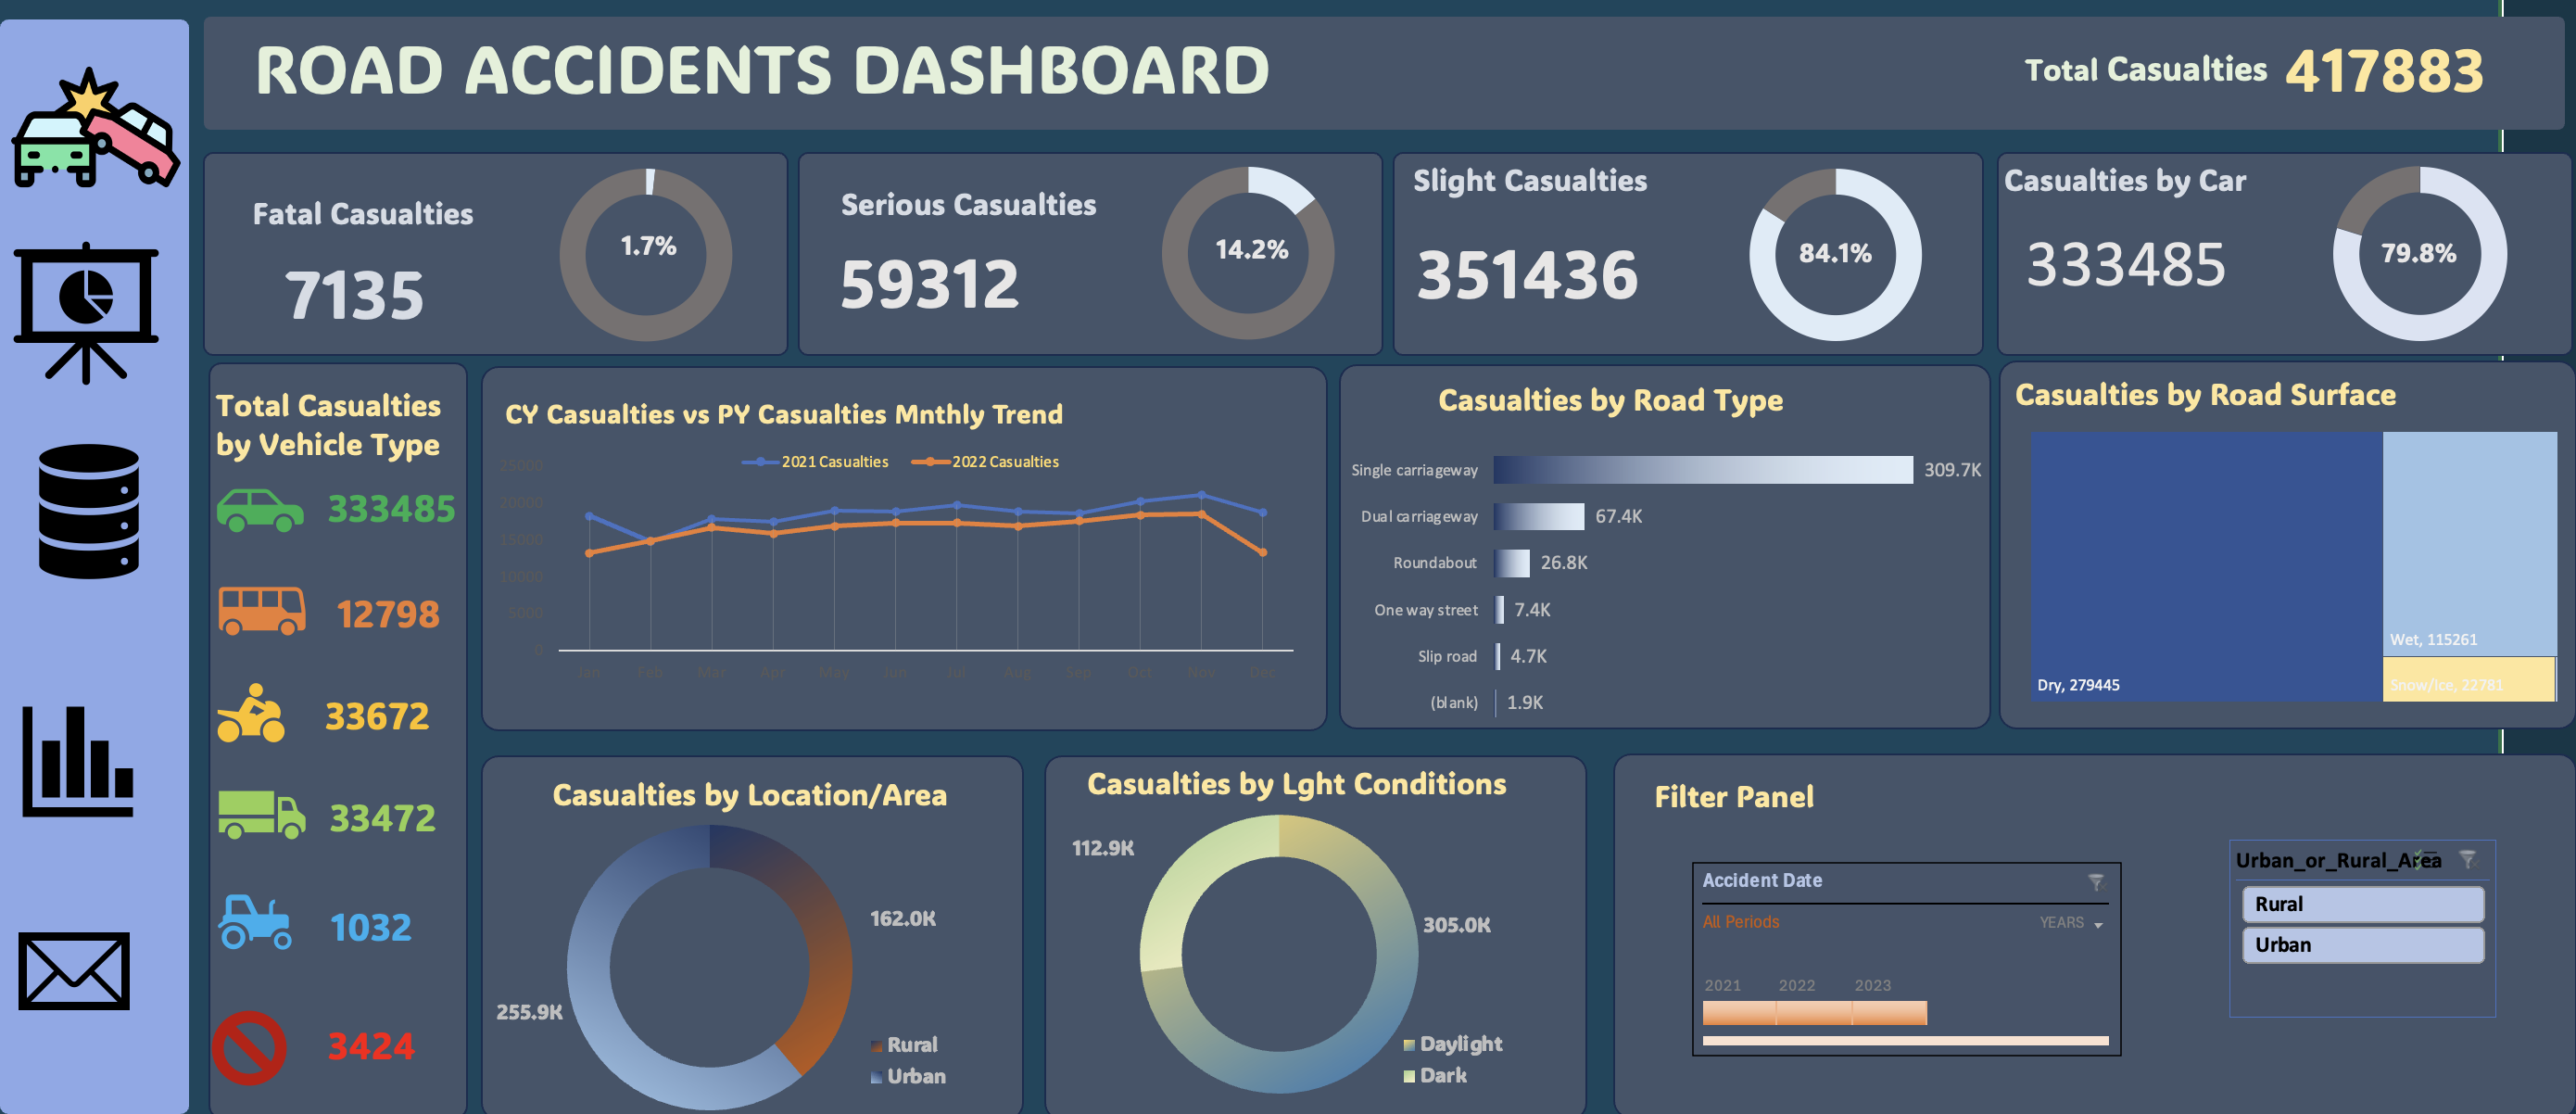 ROAD ACCIDENTS DASHBOARD
Total Casualties 417883
Fatal Casualties
7135
1.7%
Serious Casualties
59312
14.2%
Slight Casualties
351436
84.1%
Casualties by Car
333485
79.8%
Total Casualties
by Vehicle Type
333485
12798
33672
33472
1032
3424
CY Casualties vs PY Casualties Mnthly Trend
2021 Casualties
2022 Casualties
25000
20000
15000
10000
5000
0
Jan Feb Mar Apr May Jun Jul Aug Sep Oct Nov Dec
Casualties by Road Type
Single carriageway 309.7K
Dual carriageway 67.4K
Roundabout 26.8K
One way street 7.4K
Slip road 4.7K
(blank) 1.9K
Casualties by Road Surface
Dry, 279445
Wet, 115261
Snow/Ice, 22781
Casualties by Location/Area
162.0K
255.9K
Rural
Urban
Casualties by Lght Conditions
112.9K
305.0K
Daylight
Dark
Filter Panel
Accident Date
All Periods
YEARS
2021 2022 2023
Urban_or_Rural_Area
Rural
Urban